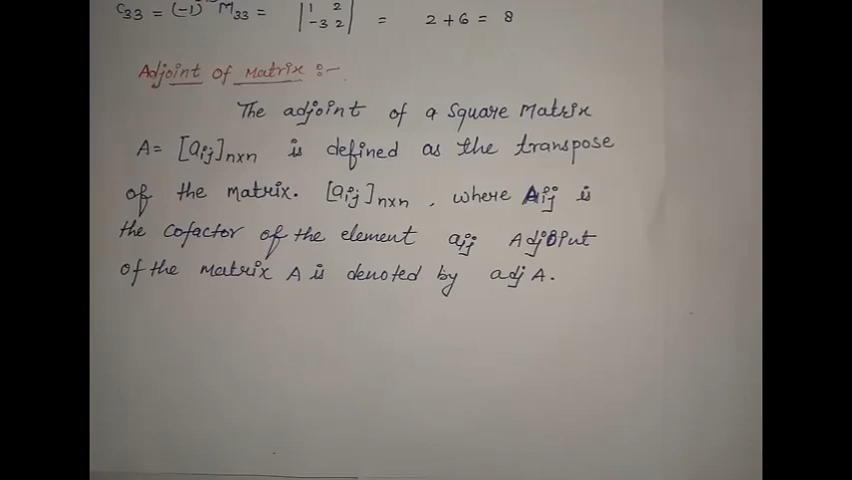 C33 = (-1) M33 = | 1 2 -3 2 | = 2 + 6 = 8
Adjoint of Matrix :-
The adjoint of a Square Matrix
A = [aij]n×n is defined as the transpose
of the matrix. [aij]n×n , where Aij is
the cofactor of the element aij Adjoint
of the matrix A is denoted by adj A.